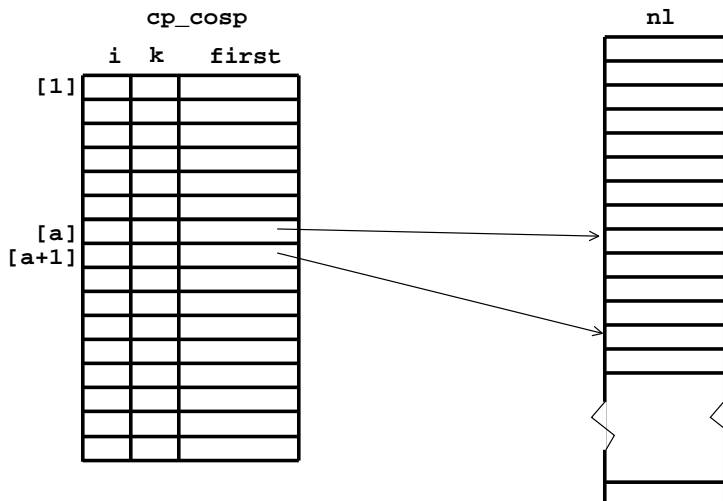 cp_cosp
nl
i k first
[1]
[a]
[a+1]